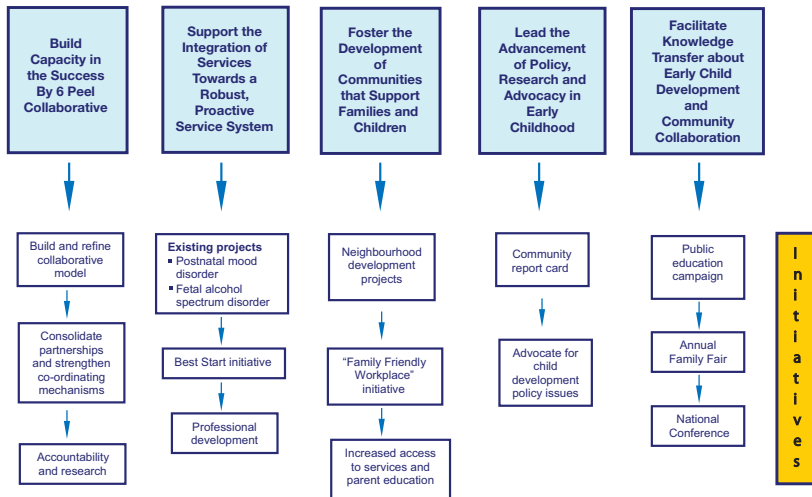 Build
Capacity in
the Success
By 6 Peel
Collaborative
Support the
Integration of
Services
Towards a
Robust,
Proactive
Service System
Foster the
Development
of
Communities
that Support
Families and
Children
Lead the
Advancement
of Policy,
Research and
Advocacy in
Early
Childhood
Facilitate
Knowledge
Transfer about
Early Child
Development
and
Community
Collaboration
Build and refine
collaborative
model
Consolidate
partnerships
and strengthen
co-ordinating
mechanisms
Accountability
and research
Existing projects
▪ Postnatal mood
disorder
▪ Fetal alcohol
spectrum disorder
Best Start initiative
Professional
development
Neighbourhood
development
projects
“Family Friendly
Workplace”
initiative
Increased access
to services and
parent education
Community
report card
Advocate for
child
development
policy issues
Public
education
campaign
Annual
Family Fair
National
Conference
Initiatives